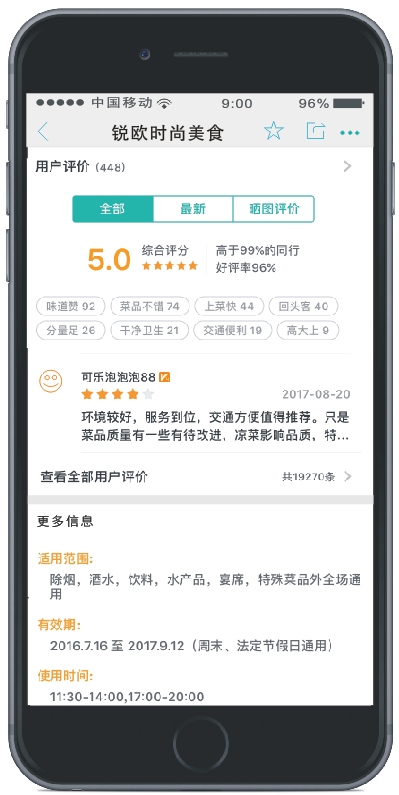 中国移动 9:00 96%
锐欧时尚美食
用户评价 (448)
全部 最新 晒图评价
5.0 综合评分 高于99%的同行
好评率96%
味道赞 92 菜品不错 74 上菜快 44 回头客 40
分量足 26 干净卫生 21 交通便利 19 高大上 9
可乐泡泡泡88
2017-08-20
环境较好，服务到位，交通方便值得推荐。只是
菜品质量有一些有待改进，凉菜影响品质，特...
查看全部用户评价 共19270条
更多信息
适用范围:
除烟，酒水，饮料，水产品，宴席，特殊菜品外全场通
用
有效期:
2016.7.16 至 2017.9.12（周末、法定节假日通用）
使用时间:
11:30-14:00,17:00-20:00